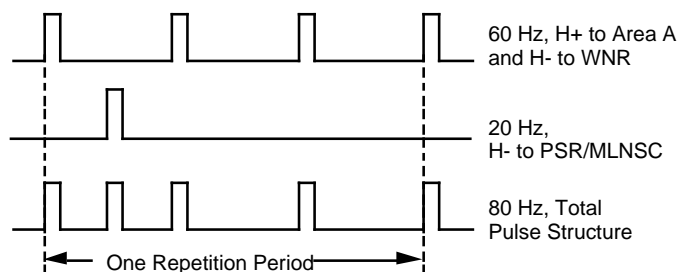 60 Hz, H+ to Area A
and H- to WNR
20 Hz,
H- to PSR/MLNSC
80 Hz, Total
Pulse Structure
One Repetition Period